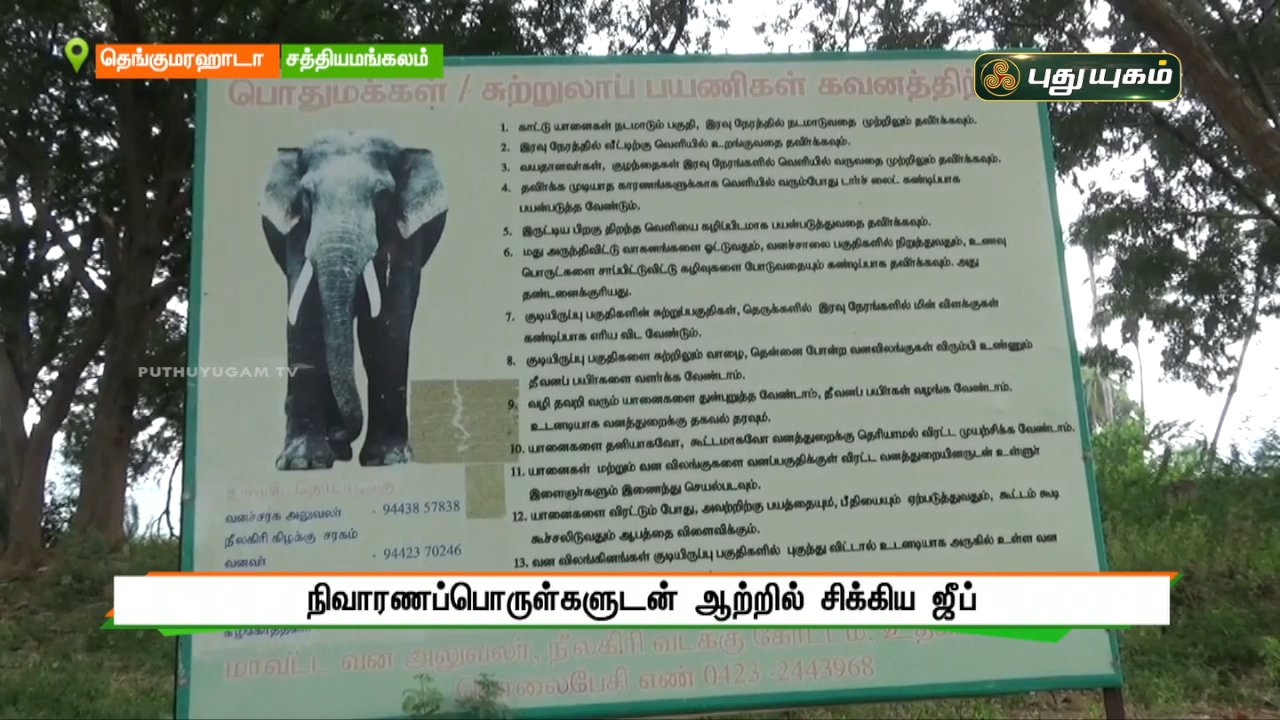 தெங்குமரஹாடா சத்தியமங்கலம்
புதுயுகம்
பொதுமக்கள் / சுற்றுலாப் பயணிகள்
1. காட்டு யானைகள் நடமாடும் பகுதி, இரவு நேரத்தில் நடமாடுவதை முற்றிலும் தவிர்க்கவும்.
2. இரவு நேரத்தில் வீட்டிற்கு வெளியில் உறங்குவதை தவிர்க்கவும்.
3. வயதானவர்கள், குழந்தைகள் இரவு நேரங்களில் வெளியில் வருவதை முற்றிலும் தவிர்க்கவும்.
4. தவிர்க்க முடியாத காரணங்களுக்காக வெளியில் வரும்போது டார்ச் லைட் கண்டிப்பாக
பயன்படுத்த வேண்டும்.
5. இருட்டிய பிறகு திறந்த வெளியை கழிப்பிடமாக பயன்படுத்துவதை தவிர்க்கவும்.
6. மது அருந்திவிட்டு வாகனங்களை ஓட்டுவதும், வனச்சாலை பகுதிகளில் நிறுத்துவதும், உணவு
பொருட்களை சாப்பிட்டுவிட்டு கழிவுகளை போடுவதையும் கண்டிப்பாக தவிர்க்கவும். அது
தண்டனைக்குரியது.
7. குடியிருப்பு பகுதிகளின் சுற்றுப்பகுதிகள், தெருக்களில் இரவு நேரங்களில் மின் விளக்குகள்
கண்டிப்பாக எரிய விட வேண்டும்.
8. குடியிருப்பு பகுதிகளை சுற்றிலும் வாழை, தென்னை போன்ற வனவிலங்குகள் விரும்பி உண்ணும்
தீவனப் பயிர்களை வளர்க்க வேண்டாம்.
9. வழி தவறி வரும் யானைகளை துன்புறுத்த வேண்டாம், தீவனப் பயிர்கள் வழங்க வேண்டாம்.
உடனடியாக வனத்துறைக்கு தகவல் தரவும்.
10. யானைகளை தனியாகவோ, கூட்டமாகவோ வனத்துறைக்கு தெரியாமல் விரட்ட முயற்சிக்க வேண்டாம்.
11. யானைகள் மற்றும் வன விலங்குகளை வனப்பகுதிக்குள் விரட்ட வனத்துறையினருடன் உள்ளூர்
இளைஞர்களும் இணைந்து செயல்படவும்.
12. யானைகளை விரட்டும் போது, அவற்றிற்கு பயத்தையும், பீதியையும் ஏற்படுத்துவதும், கூட்டம் கூடி
கூச்சலிடுவதும் ஆபத்தை விளைவிக்கும்.
13. வன விலங்கினங்கள் குடியிருப்பு பகுதிகளில் புகுந்து விட்டால் உடனடியாக அருகில் உள்ள வன
PUTHUYUGAM TV
வனச்சரக அலுவலர் - 94438 57838
நீலகிரி கிழக்கு சரகம்
வனவர் - 94423 70246
நிவாரணப்பொருள்களுடன் ஆற்றில் சிக்கிய ஜீப்
மாவட்ட வன அலுவலர், நீலகிரி வடக்கு கோட்டம்,
எண் 0423 -2443968